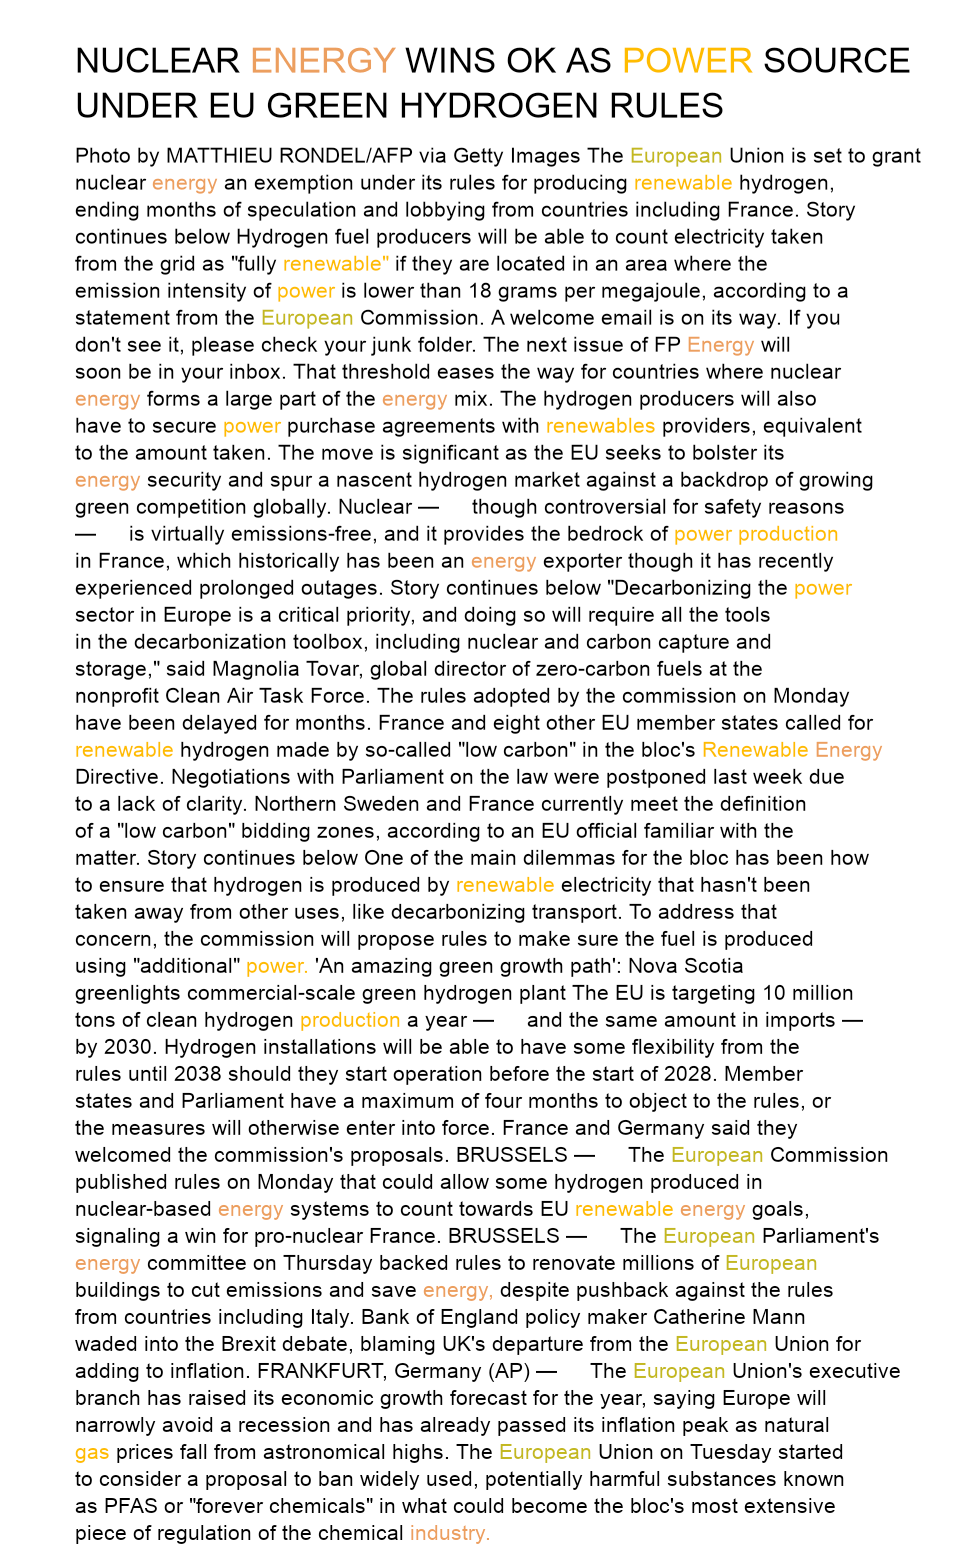 NUCLEAR ENERGY WINS OK AS POWER SOURCE
UNDER EU GREEN HYDROGEN RULES
Photo by MATTHIEU RONDEL/AFP via Getty Images The European Union is set to grant
nuclear energy an exemption under its rules for producing renewable hydrogen,
ending months of speculation and lobbying from countries including France. Story
continues below Hydrogen fuel producers will be able to count electricity taken
from the grid as "fully renewable" if they are located in an area where the
emission intensity of power is lower than 18 grams per megajoule, according to a
statement from the European Commission. A welcome email is on its way. If you
don't see it, please check your junk folder. The next issue of FP Energy will
soon be in your inbox. That threshold eases the way for countries where nuclear
energy forms a large part of the energy mix. The hydrogen producers will also
have to secure power purchase agreements with renewables providers, equivalent
to the amount taken. The move is significant as the EU seeks to bolster its
energy security and spur a nascent hydrogen market against a backdrop of growing
green competition globally. Nuclear — though controversial for safety reasons
— is virtually emissions-free, and it provides the bedrock of power production
in France, which historically has been an energy exporter though it has recently
experienced prolonged outages. Story continues below "Decarbonizing the power
sector in Europe is a critical priority, and doing so will require all the tools
in the decarbonization toolbox, including nuclear and carbon capture and
storage," said Magnolia Tovar, global director of zero-carbon fuels at the
nonprofit Clean Air Task Force. The rules adopted by the commission on Monday
have been delayed for months. France and eight other EU member states called for
renewable hydrogen made by so-called "low carbon" in the bloc's Renewable Energy
Directive. Negotiations with Parliament on the law were postponed last week due
to a lack of clarity. Northern Sweden and France currently meet the definition
of a "low carbon" bidding zones, according to an EU official familiar with the
matter. Story continues below One of the main dilemmas for the bloc has been how
to ensure that hydrogen is produced by renewable electricity that hasn't been
taken away from other uses, like decarbonizing transport. To address that
concern, the commission will propose rules to make sure the fuel is produced
using "additional" power. 'An amazing green growth path': Nova Scotia
greenlights commercial-scale green hydrogen plant The EU is targeting 10 million
tons of clean hydrogen production a year — and the same amount in imports —
by 2030. Hydrogen installations will be able to have some flexibility from the
rules until 2038 should they start operation before the start of 2028. Member
states and Parliament have a maximum of four months to object to the rules, or
the measures will otherwise enter into force. France and Germany said they
welcomed the commission's proposals. BRUSSELS — The European Commission
published rules on Monday that could allow some hydrogen produced in
nuclear-based energy systems to count towards EU renewable energy goals,
signaling a win for pro-nuclear France. BRUSSELS — The European Parliament's
energy committee on Thursday backed rules to renovate millions of European
buildings to cut emissions and save energy, despite pushback against the rules
from countries including Italy. Bank of England policy maker Catherine Mann
waded into the Brexit debate, blaming UK's departure from the European Union for
adding to inflation. FRANKFURT, Germany (AP) — The European Union's executive
branch has raised its economic growth forecast for the year, saying Europe will
narrowly avoid a recession and has already passed its inflation peak as natural
gas prices fall from astronomical highs. The European Union on Tuesday started
to consider a proposal to ban widely used, potentially harmful substances known
as PFAS or "forever chemicals" in what could become the bloc's most extensive
piece of regulation of the chemical industry.